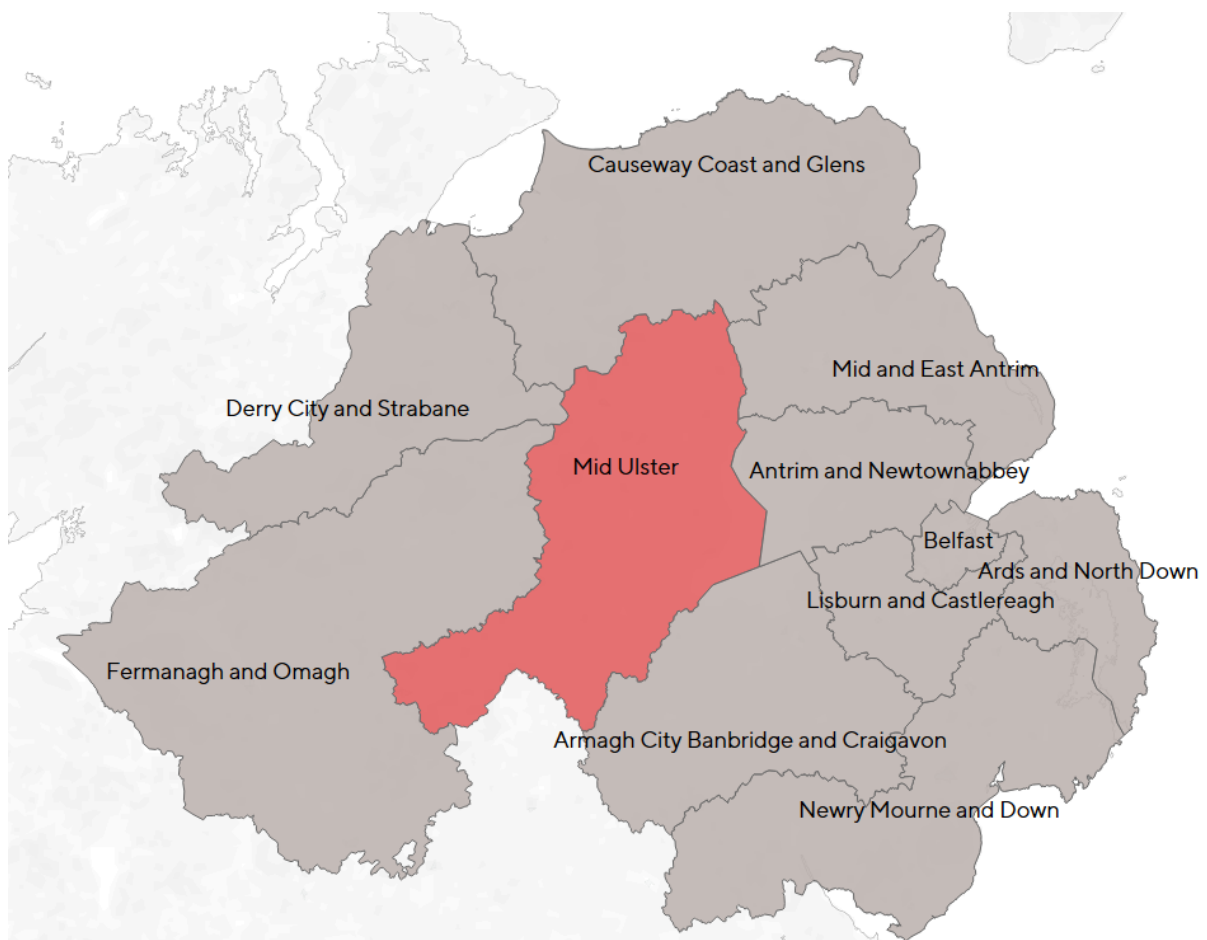 Causeway Coast and Glens
Mid and East Antrim
Derry City and Strabane
Mid Ulster
Antrim and Newtownabbey
Belfast
Ards and North Down
Lisburn and Castlereagh
Fermanagh and Omagh
Armagh City Banbridge and Craigavon
Newry Mourne and Down